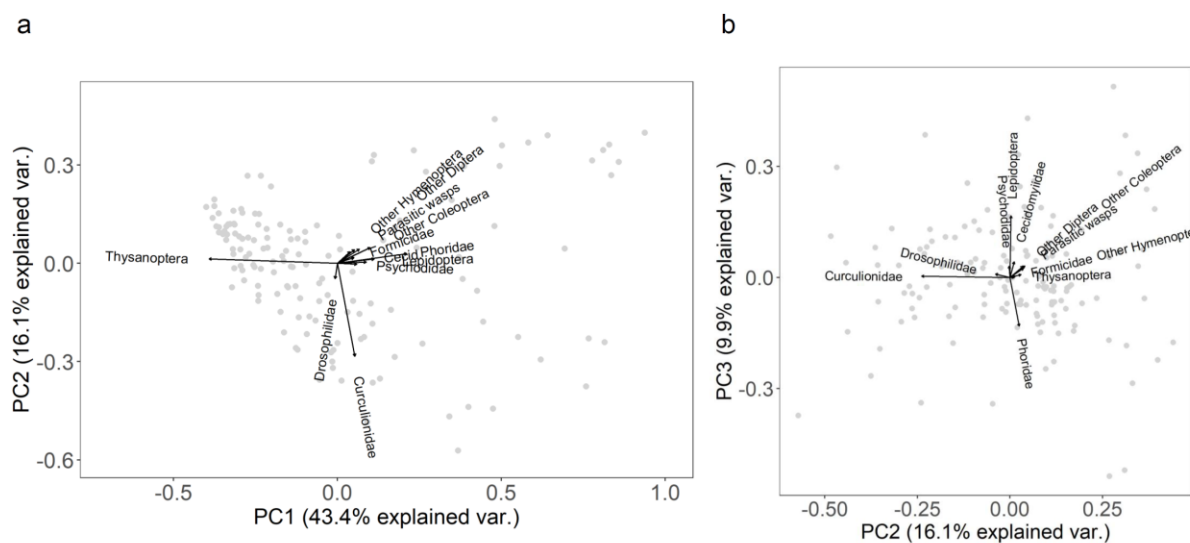 a
b
PC2 (16.1% explained var.)
0.3
0.0
-0.3
-0.6
Thysanoptera
Other Hymenoptera
Other Diptera
Parasitic wasps
Other Coleoptera
Formicidae
Phoridae
Lepidoptera
Psychodidae
Drosophilidae
Curculionidae
-0.5
0.0
0.5
1.0
PC1 (43.4% explained var.)
PC3 (9.9% explained var.)
0.3
0.0
-0.3
Lepidoptera
Psychodidae
Cecidomyiidae
Other Coleoptera
Other Diptera
Parasitic wasps
Drosophilidae
Curculionidae
Formicidae
Other Hymenopte
Thysanoptera
Phoridae
-0.50
-0.25
0.00
0.25
PC2 (16.1% explained var.)